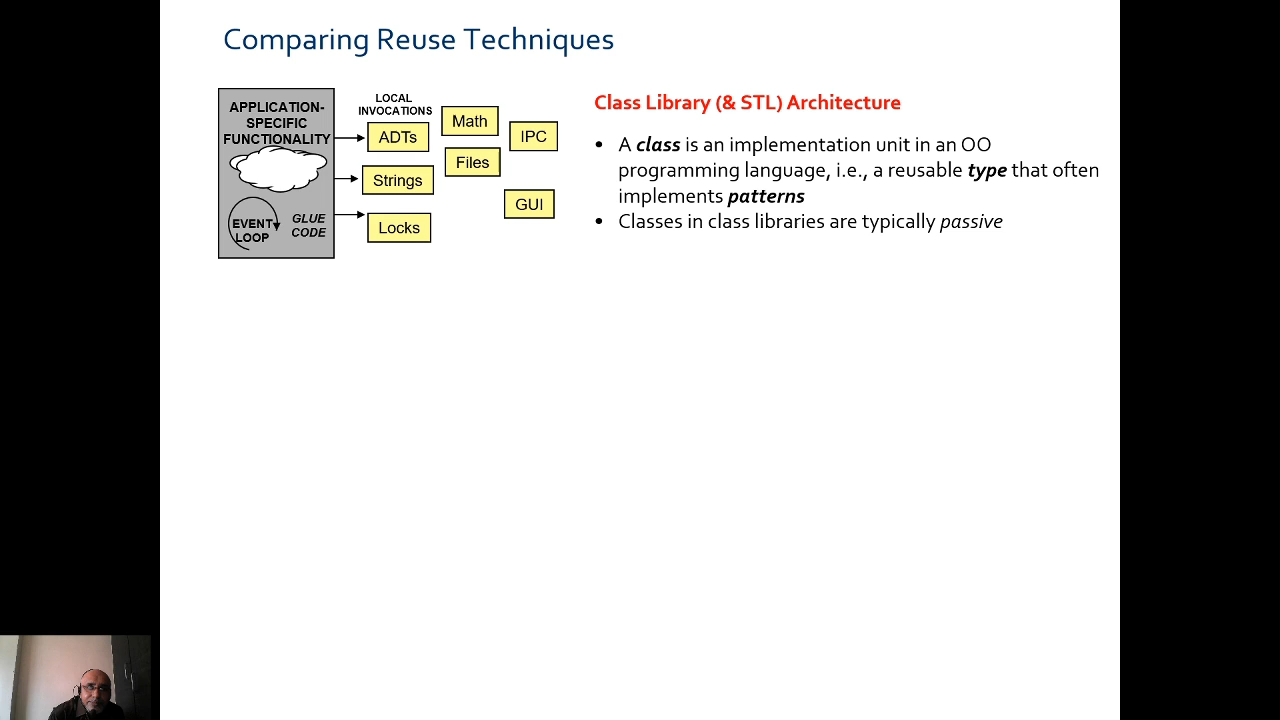 Comparing Reuse Techniques
APPLICATION-
SPECIFIC
FUNCTIONALITY
EVENT
LOOP
GLUE
CODE
LOCAL
INVOCATIONS
ADTs
Strings
Locks
Math
Files
IPC
GUI
Class Library (& STL) Architecture
• A class is an implementation unit in an OO
programming language, i.e., a reusable type that often
implements patterns
• Classes in class libraries are typically passive